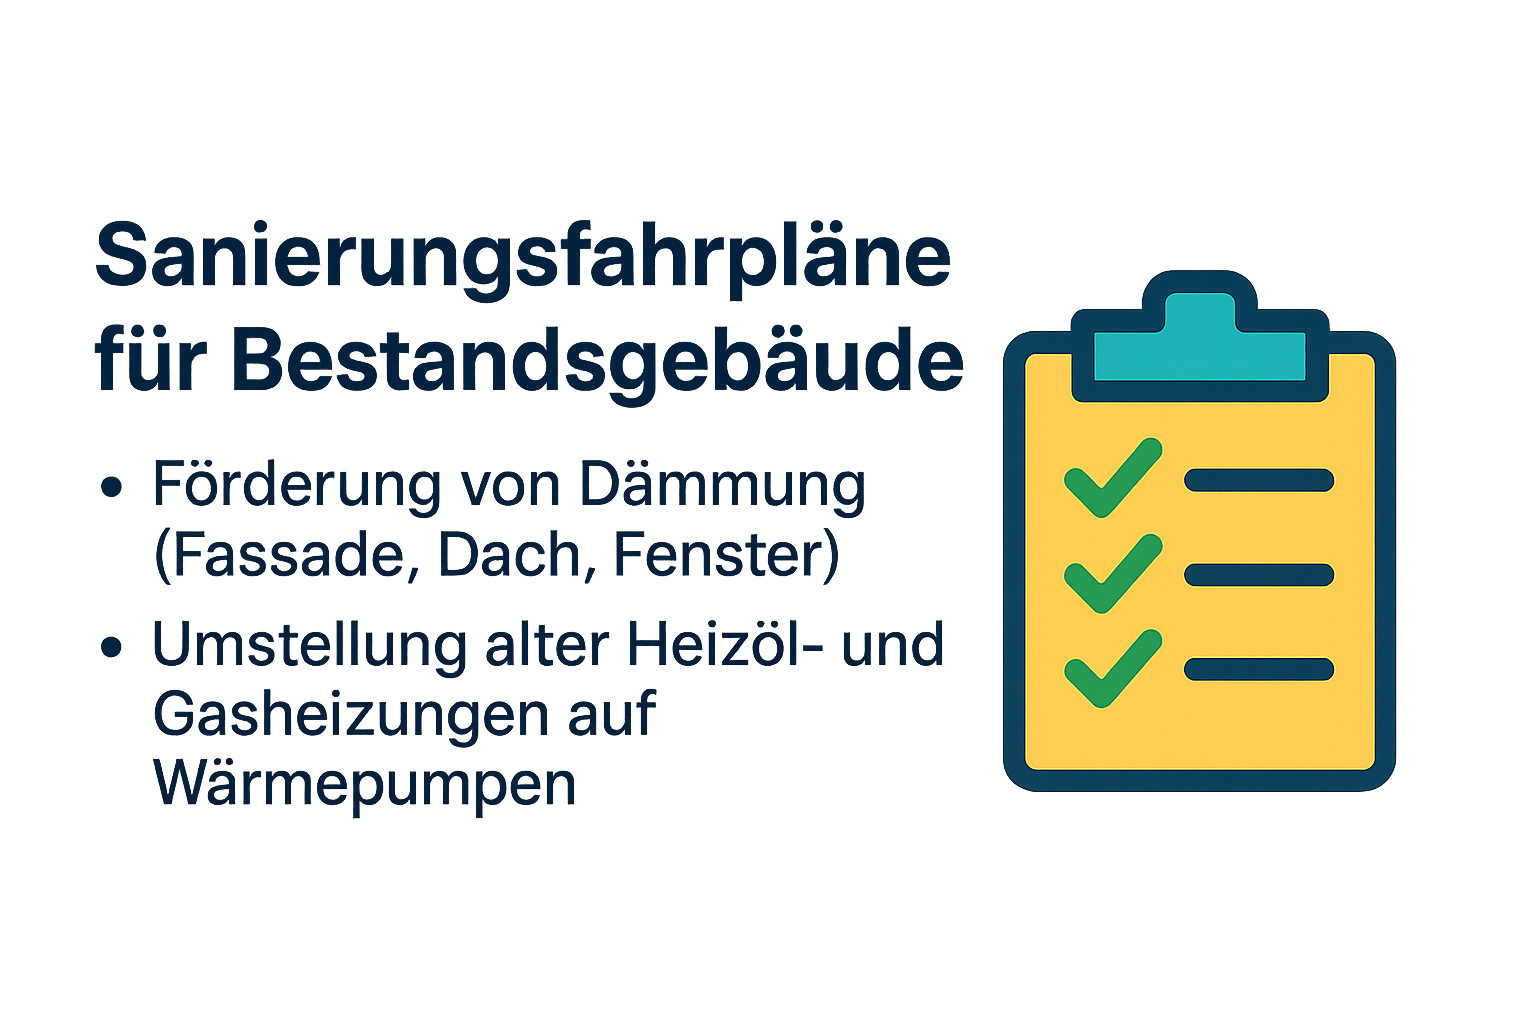 Sanierungsfahrpläne
für Bestandsgebäude
• Förderung von Dämmung
(Fassade, Dach, Fenster)
• Umstellung alter Heizöl- und
Gasheizungen auf
Wärmepumpen